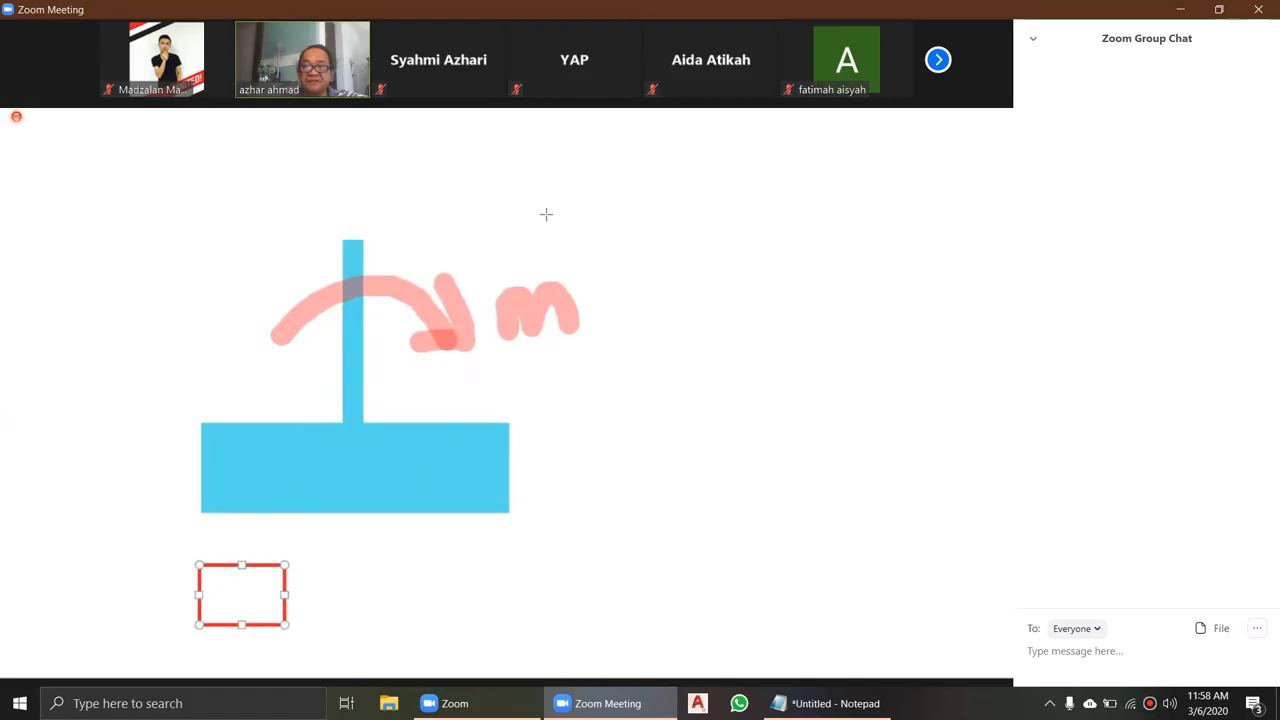 Zoom Meeting
Zoom Group Chat
Madzalan Ma...
azhar ahmad
Syahmi Azhari
YAP
Aida Atikah
A
fatimah aisyah
m
To: Everyone
File
Type message here...
Type here to search
Zoom
Zoom Meeting
*Untitled - Notepad
11:58 AM
3/6/2020
3